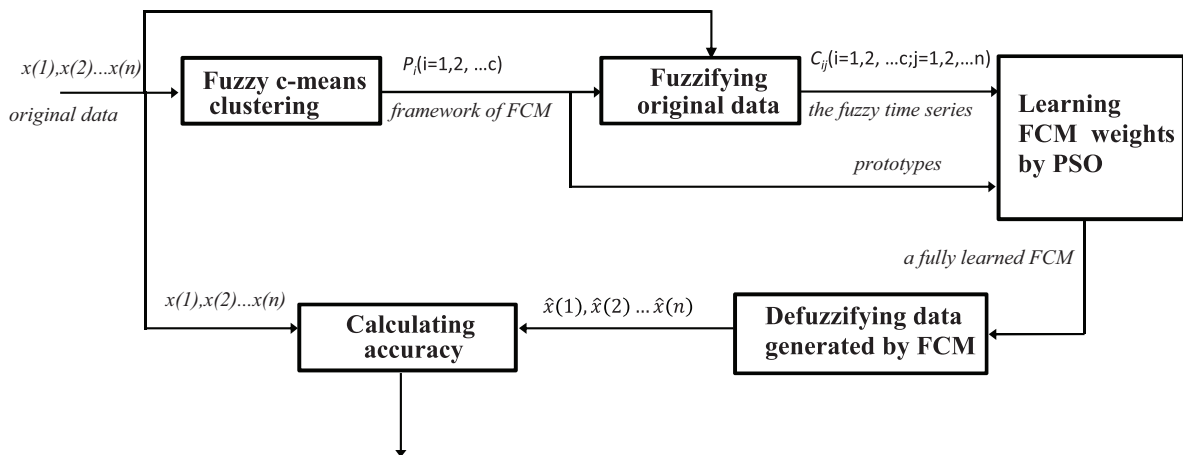 x(1),x(2)...x(n)
original data
Fuzzy c-means
clustering
Pi(i=1,2, ...c)
framework of FCM
Fuzzifying
original data
Cij(i=1,2, ...c;j=1,2,...n)
the fuzzy time series
prototypes
Learning
FCM weights
by PSO
a fully learned FCM
x(1),x(2)...x(n)
Calculating
accuracy
x̂(1), x̂(2) ... x̂(n)
Defuzzifying data
generated by FCM